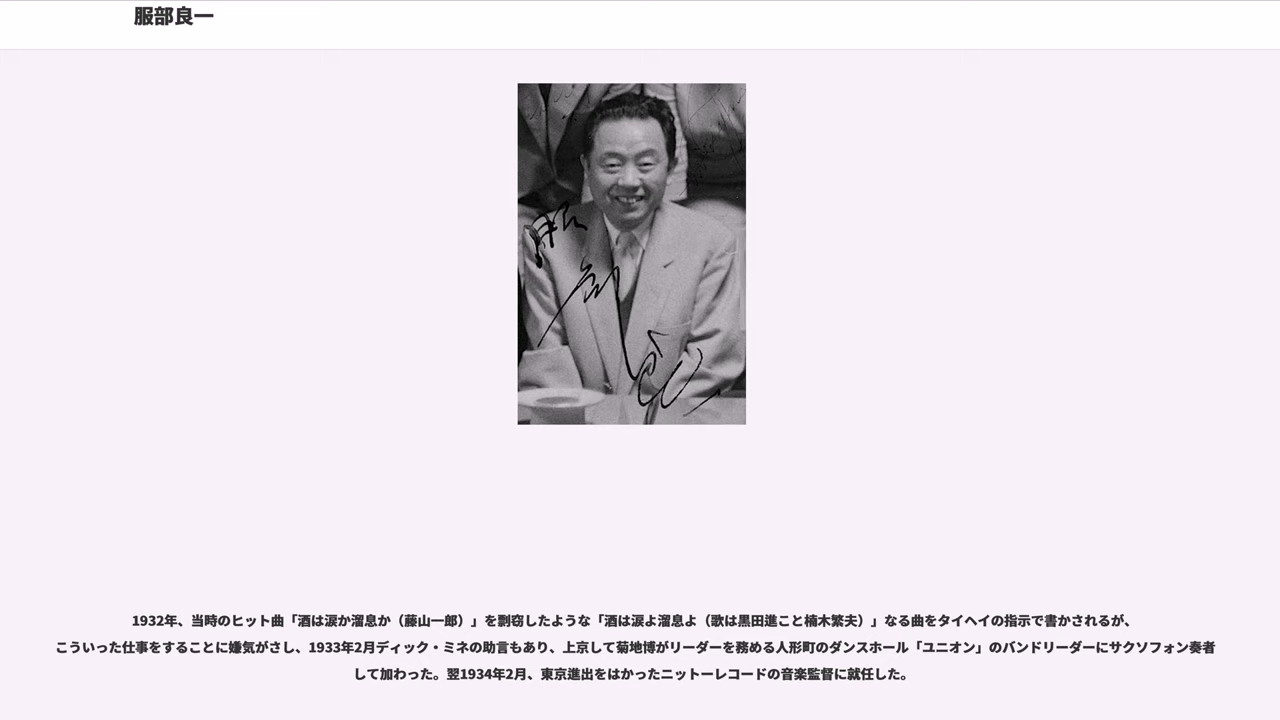 服部良一
服
部
良一
1932年、当時のヒット曲「酒は涙か溜息か（藤山一郎）」を剽窃したような「酒は涙よ溜息よ（歌は黒田進こと楠木繁夫）」なる曲をタイヘイの指示で書かされるが、
こういった仕事をすることに嫌気がさし、1933年2月ディック・ミネの助言もあり、上京して菊地博がリーダーを務める人形町のダンスホール「ユニオン」のバンドリーダーにサクソフォン奏者
して加わった。翌1934年2月、東京進出をはかったニットーレコードの音楽監督に就任した。